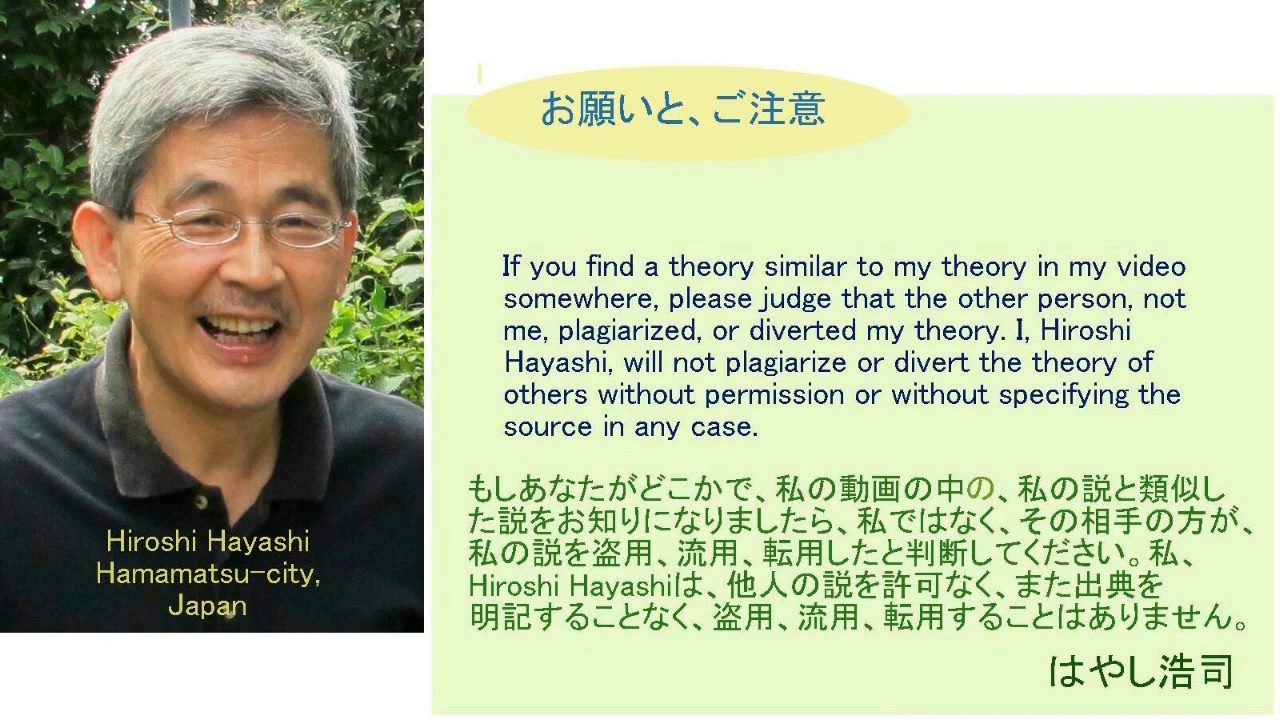 お願いと、ご注意
If you find a theory similar to my theory in my video
somewhere, please judge that the other person, not
me, plagiarized, or diverted my theory. I, Hiroshi
Hayashi, will not plagiarize or divert the theory of
others without permission or without specifying the
source in any case.
もしあなたがどこかで、私の動画の中の、私の説と類似し
た説をお知りになりましたら、私ではなく、その相手の方が、
私の説を盗用、流用、転用したと判断してください。私、
Hiroshi Hayashiは、他人の説を許可なく、また出典を
明記することなく、盗用、流用、転用することはありません。
はやし浩司
Hiroshi Hayashi
Hamamatsu-city,
Japan